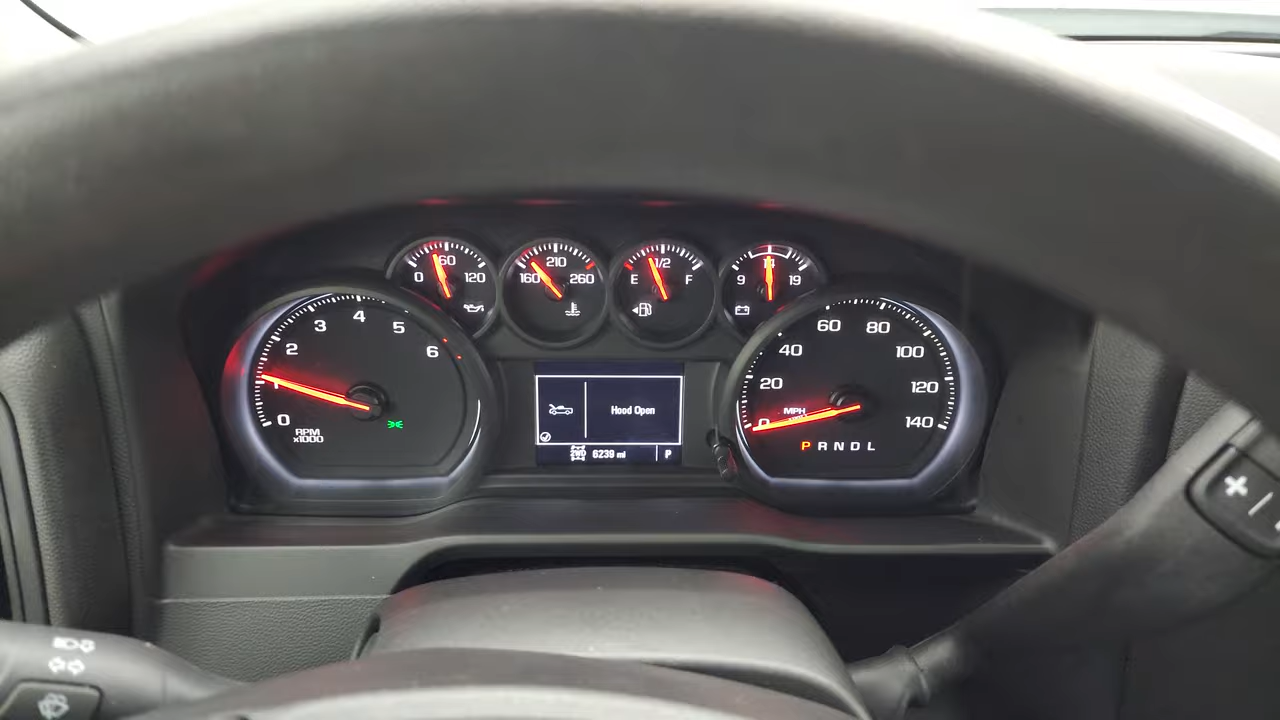 0 60 120
160 210 260
E 1/2 F
9 14 19
0 1 2 3 4 5 6
RPM
x1000
Hood Open
2WD 6239 mi P
0 20 40 60 80 100 120 140
MPH
P R N D L
+